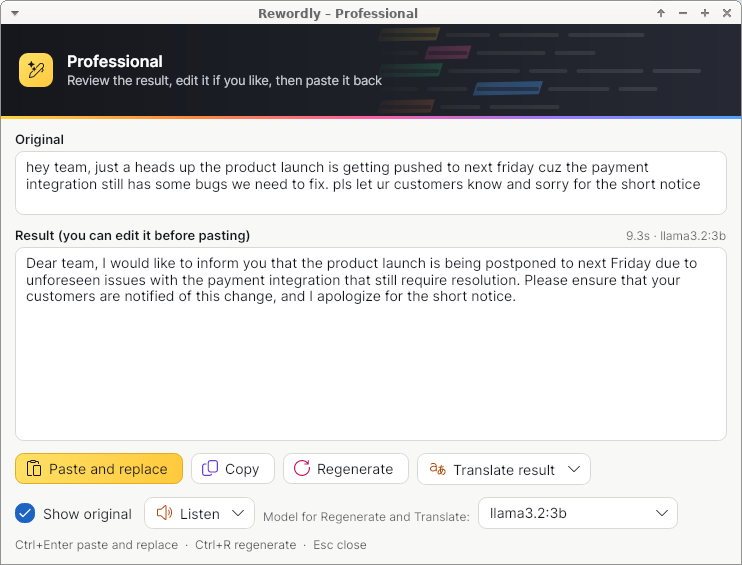 Rewordly – Professional
Professional
Review the result, edit it if you like, then paste it back
Original
hey team, just a heads up the product launch is getting pushed to next friday cuz the payment
integration still has some bugs we need to fix. pls let ur customers know and sorry for the short notice
Result (you can edit it before pasting)
9.3s · llama3.2:3b
Dear team, I would like to inform you that the product launch is being postponed to next Friday due to
unforeseen issues with the payment integration that still require resolution. Please ensure that your
customers are notified of this change, and I apologize for the short notice.
Paste and replace
Copy
Regenerate
Translate result
Show original
Listen
Model for Regenerate and Translate:
llama3.2:3b
Ctrl+Enter paste and replace · Ctrl+R regenerate · Esc close